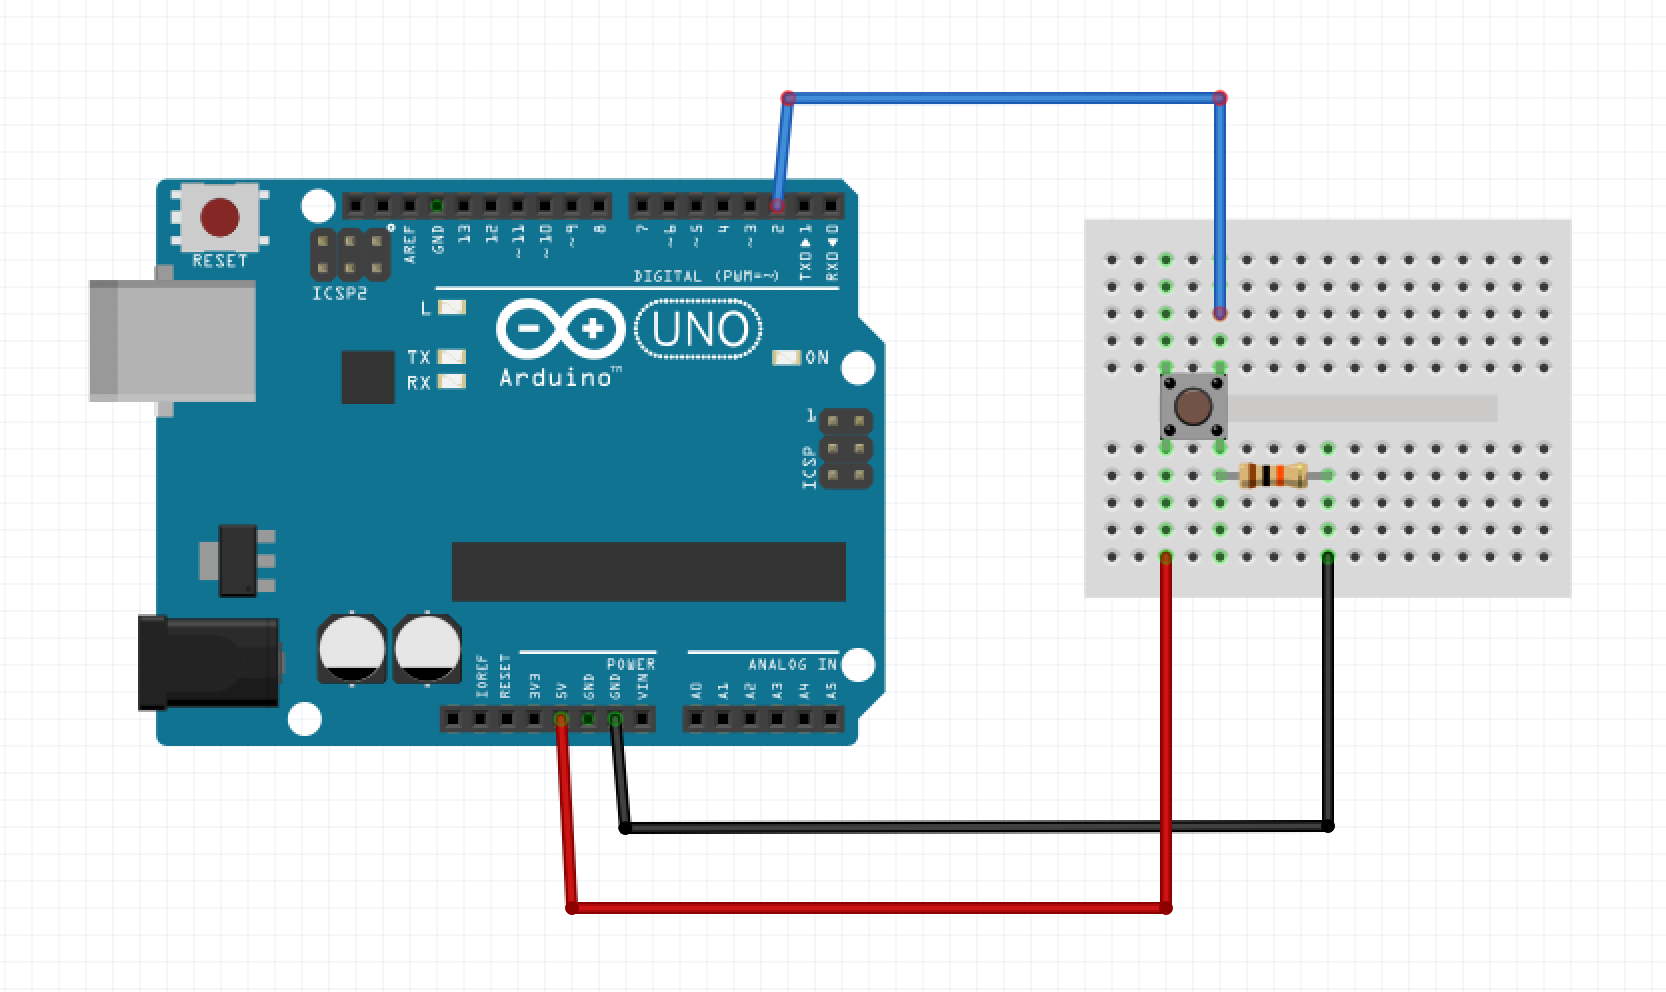 RESET
ICSP2
AREF
GND
13
12
~11
~10
~9
8
7
~6
~5
4
~3
2
TXD▶1
RXD◀0
DIGITAL (PWM=~)
L
TX
RX
UNO
Arduino™
ON
1
ICSP
POWER
ANALOG IN
IOREF
RESET
3V3
5V
GND
GND
VIN
A0
A1
A2
A3
A4
A5